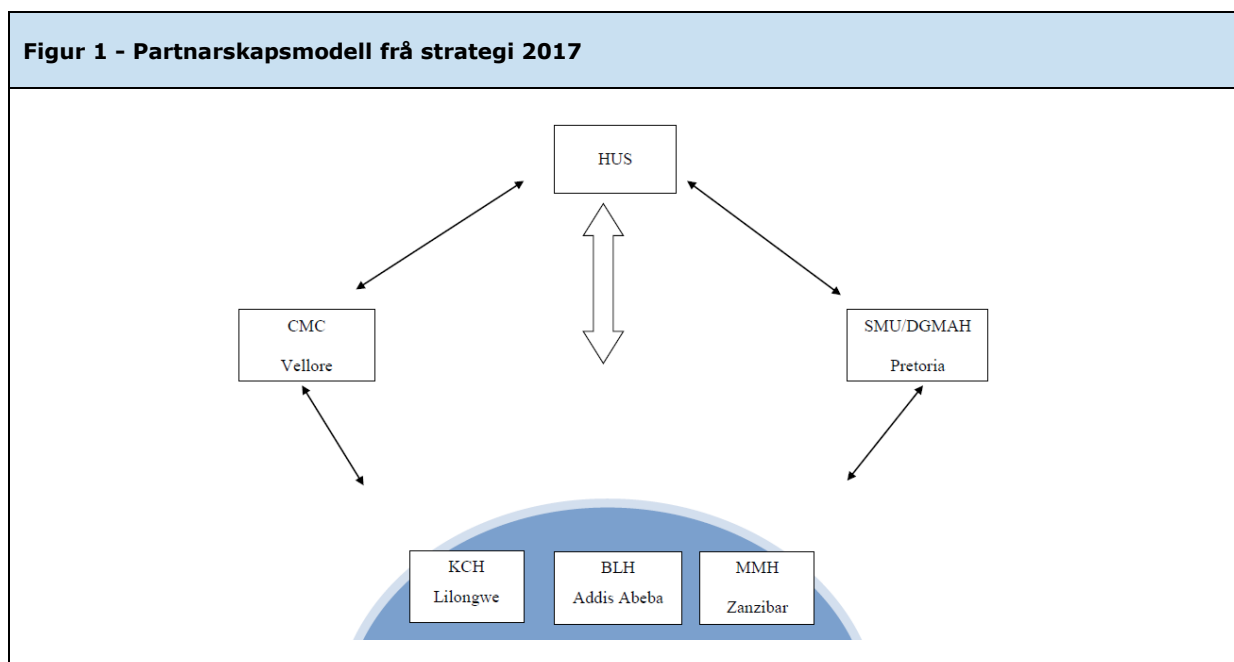 Figur 1 - Partnarskapsmodell frå strategi 2017
HUS
CMC
Vellore
SMU/DGMAH
Pretoria
KCH
Lilongwe
BLH
Addis Abeba
MMH
Zanzibar